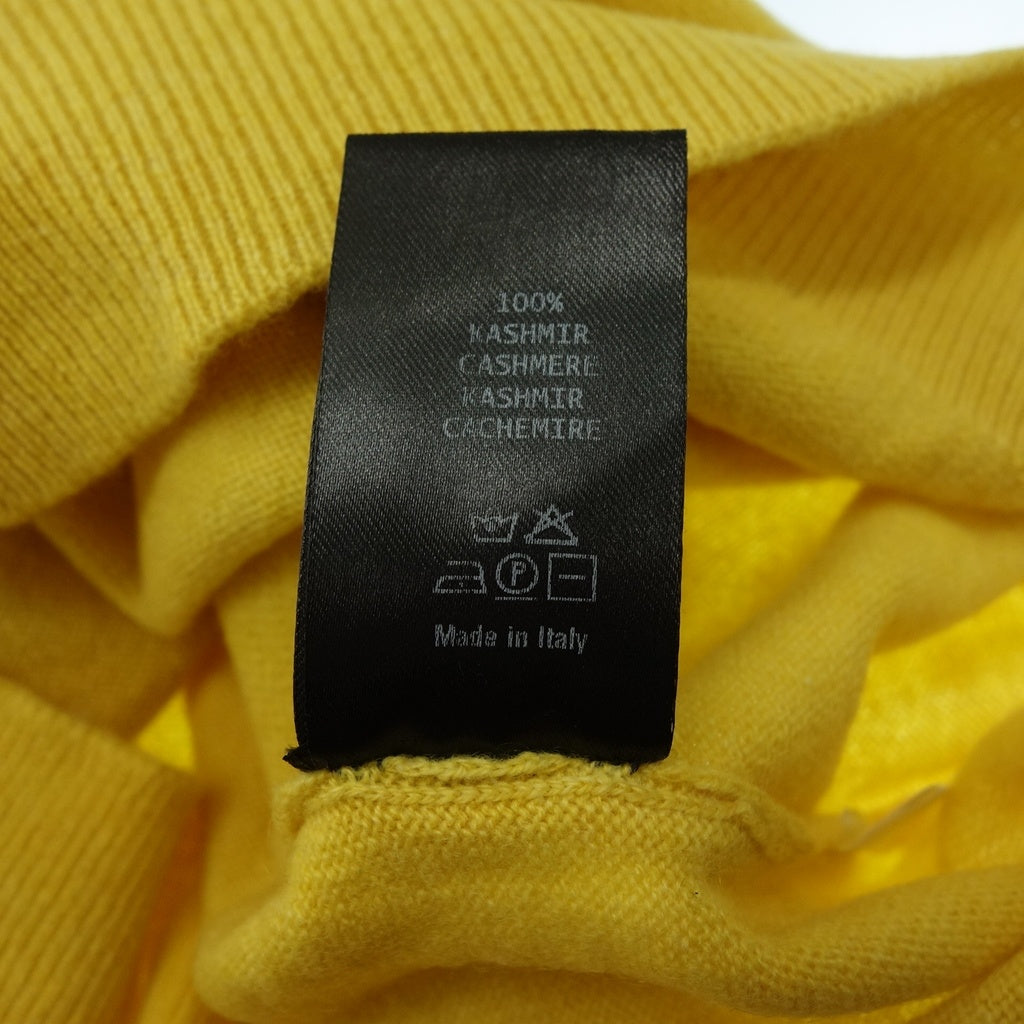 100%
KASHMIR
CASHMERE
KASHMIR
CACHEMIRE
P
Made in Italy